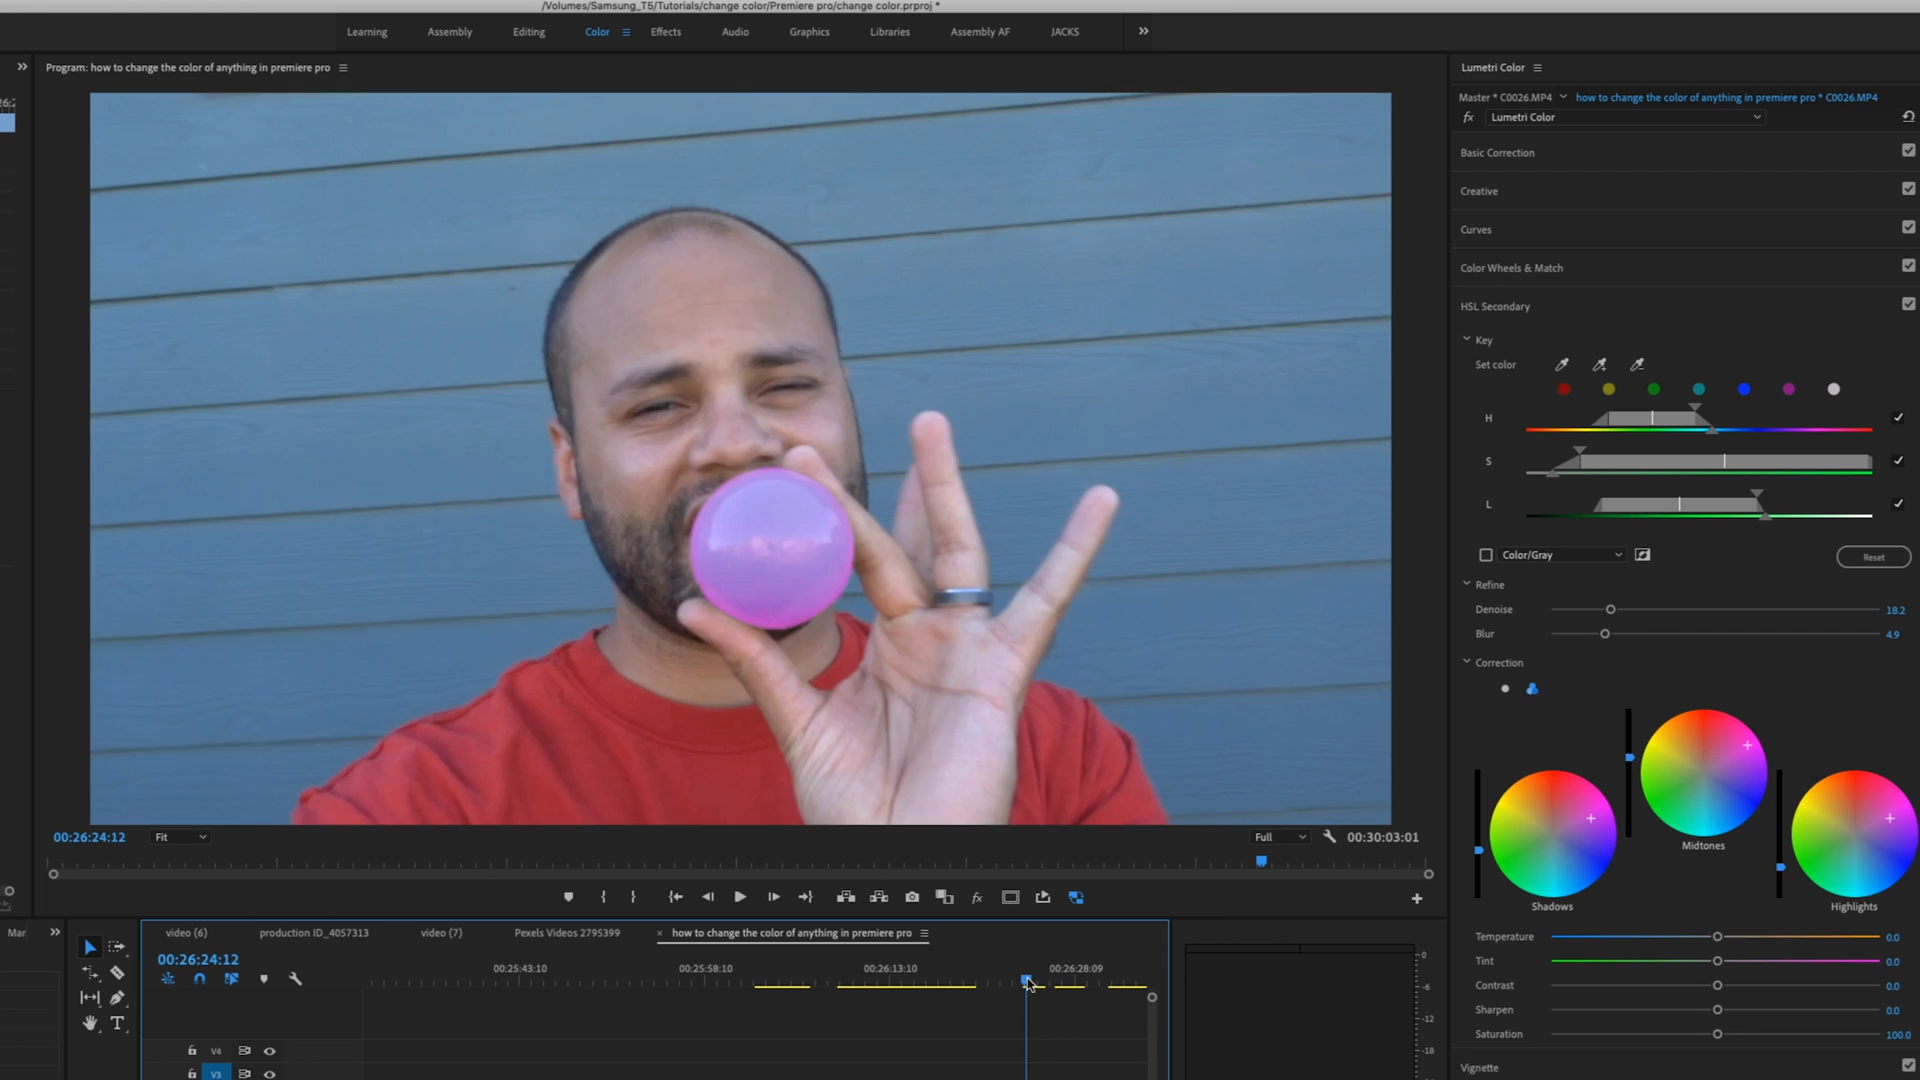 /Volumes/Samsung_T5/Tutorials/change color/Premiere pro/change color.prproj *
Learning Assembly Editing Color Effects Audio Graphics Libraries Assembly AF JACKS
Program: how to change the color of anything in premiere pro
Lumetri Color
Master * C0026.MP4 how to change the color of anything in premiere pro * C0026.MP4
fx Lumetri Color
Basic Correction
Creative
Curves
Color Wheels & Match
HSL Secondary
Key
Set color
H
S
L
Color/Gray Reset
Refine
Denoise 18.2
Blur 4.9
Correction
Midtones
Shadows Highlights
Temperature 0.0
Tint 0.0
Contrast 0.0
Sharpen 0.0
Saturation 100.0
Vignette
00:26:24:12 Fit Full 00:30:03:01
fx
Mar video (6) production ID_4057313 video (7) Pexels Videos 2795399 × how to change the color of anything in premiere pro
00:26:24:12
00:25:43:10 00:25:58:10 00:26:13:10 00:26:28:09
V4
V3
0
-6
-12
-18